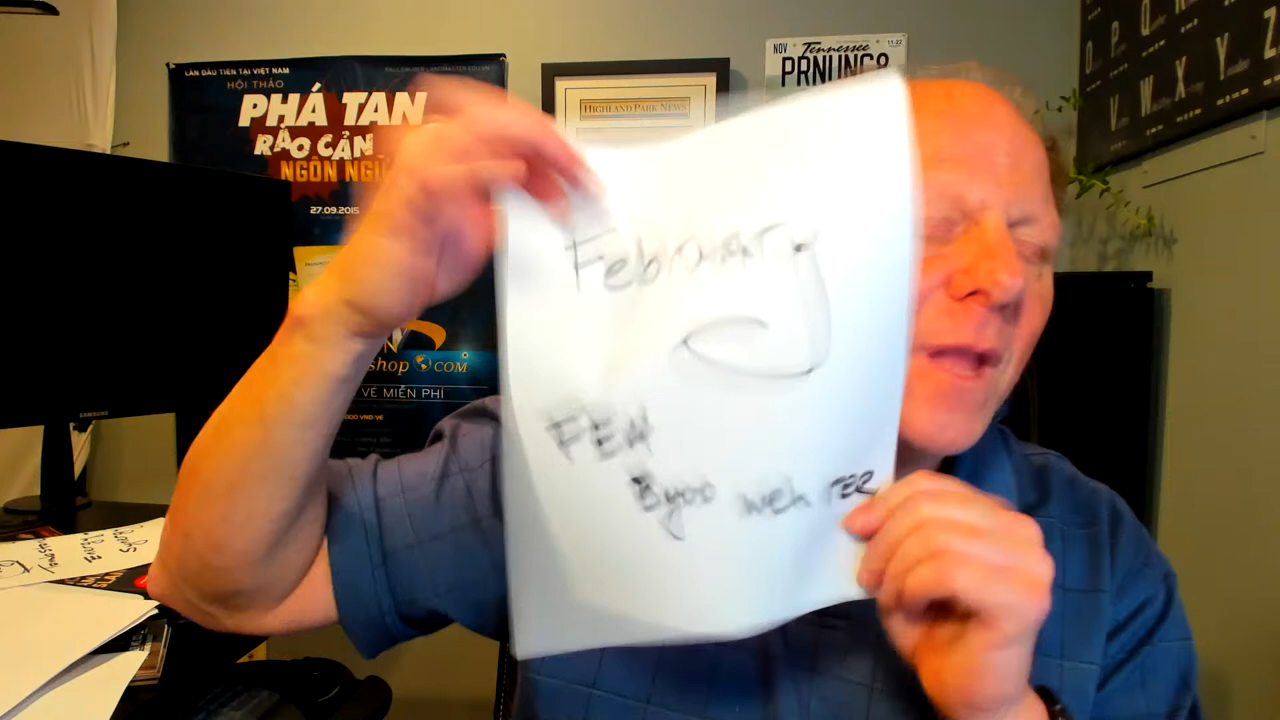 LẦN ĐẦU TIÊN TẠI VIỆT NAM
HỘI THẢO
PHÁ TAN
RÀO CẢN
NGÔN NGỮ
27.09.2015
shop.COM
VÉ MIỄN PHÍ
SAMSUNG
HIGHLAND PARK NEWS
NOV
Tennessee
11-22
PRNUNC8
O P Q
V W X Y Z
February
FEH
Byoo weh ree